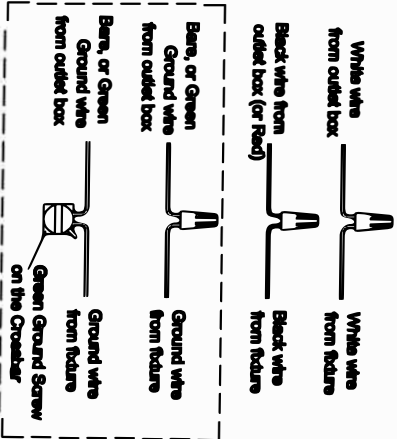 White wire
from outlet box
White wire
from fixture
Black wire from
outlet box (or Red)
Black wire
from fixture
Bare, or Green
Ground wire
from outlet box
Ground wire
from fixture
Bare, or Green
Ground wire
from outlet box
Ground wire
from fixture
Green Ground Screw
on the Crossbar